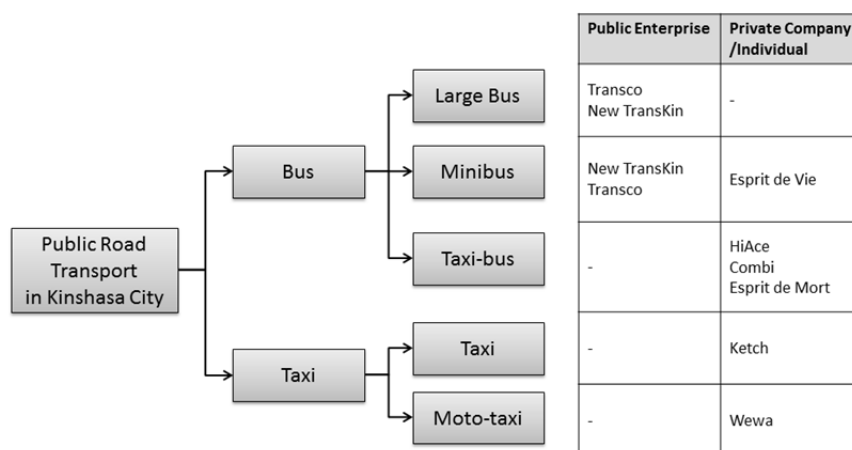 Public Enterprise
Private Company
/Individual
Large Bus
Transco
New TransKin
-
Bus
Minibus
New TransKin
Transco
Esprit de Vie
Public Road
Transport
in Kinshasa City
Taxi-bus
-
HiAce
Combi
Esprit de Mort
Taxi
Taxi
-
Ketch
Moto-taxi
-
Wewa